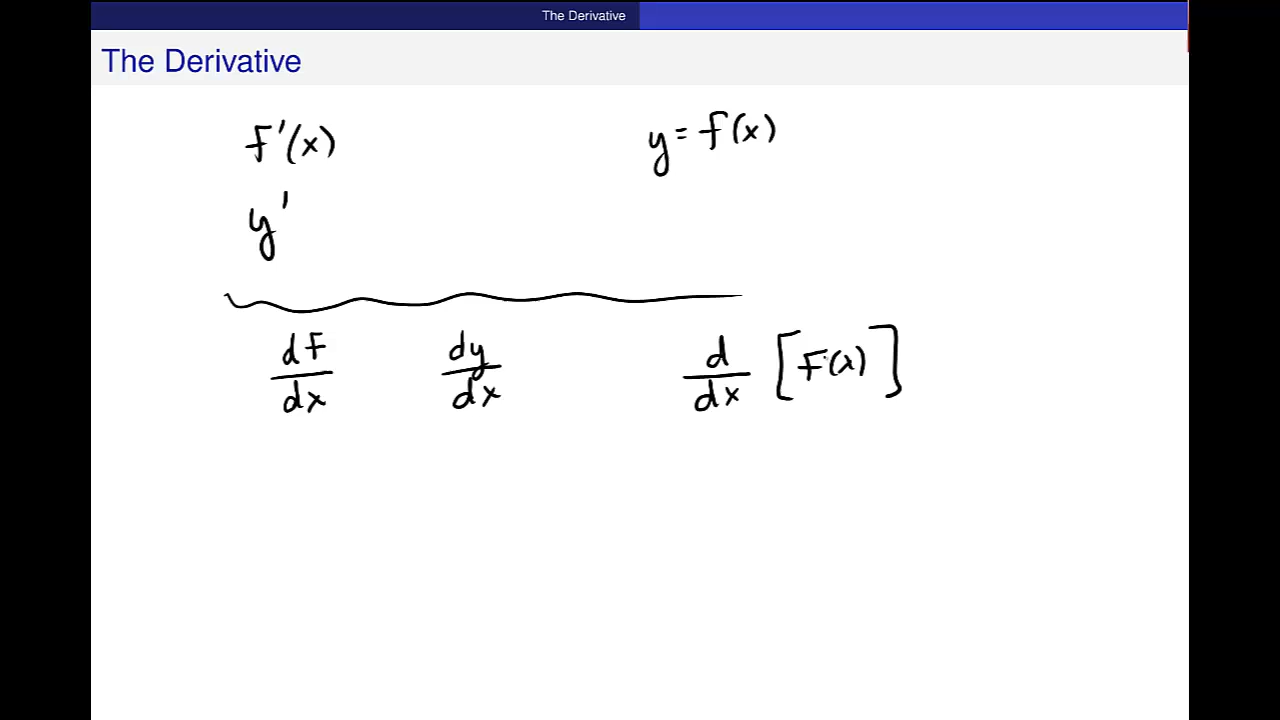 The Derivative
The Derivative
f'(x)
y = f(x)
y'
df/dx dy/dx d/dx [f(x)]